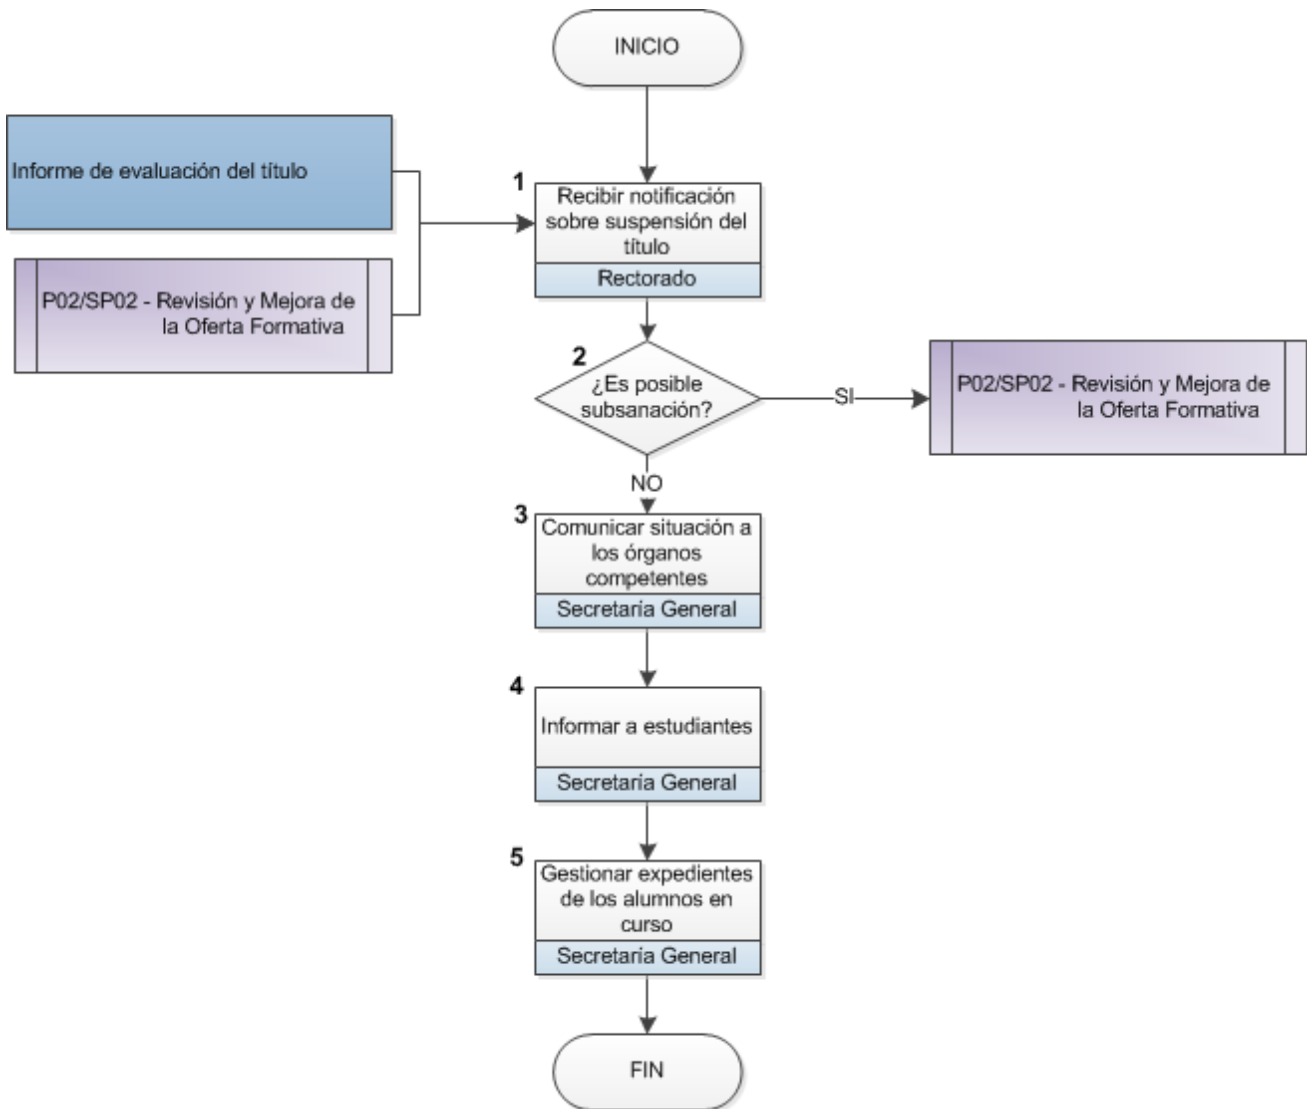 INICIO
Informe de evaluación del título
P02/SP02 - Revisión y Mejora de
la Oferta Formativa
1
Recibir notificación
sobre suspensión del
título
Rectorado
2
¿Es posible
subsanación?
SI
P02/SP02 - Revisión y Mejora de
la Oferta Formativa
NO
3
Comunicar situación a
los órganos
competentes
Secretaría General
4
Informar a estudiantes
Secretaría General
5
Gestionar expedientes
de los alumnos en
curso
Secretaría General
FIN